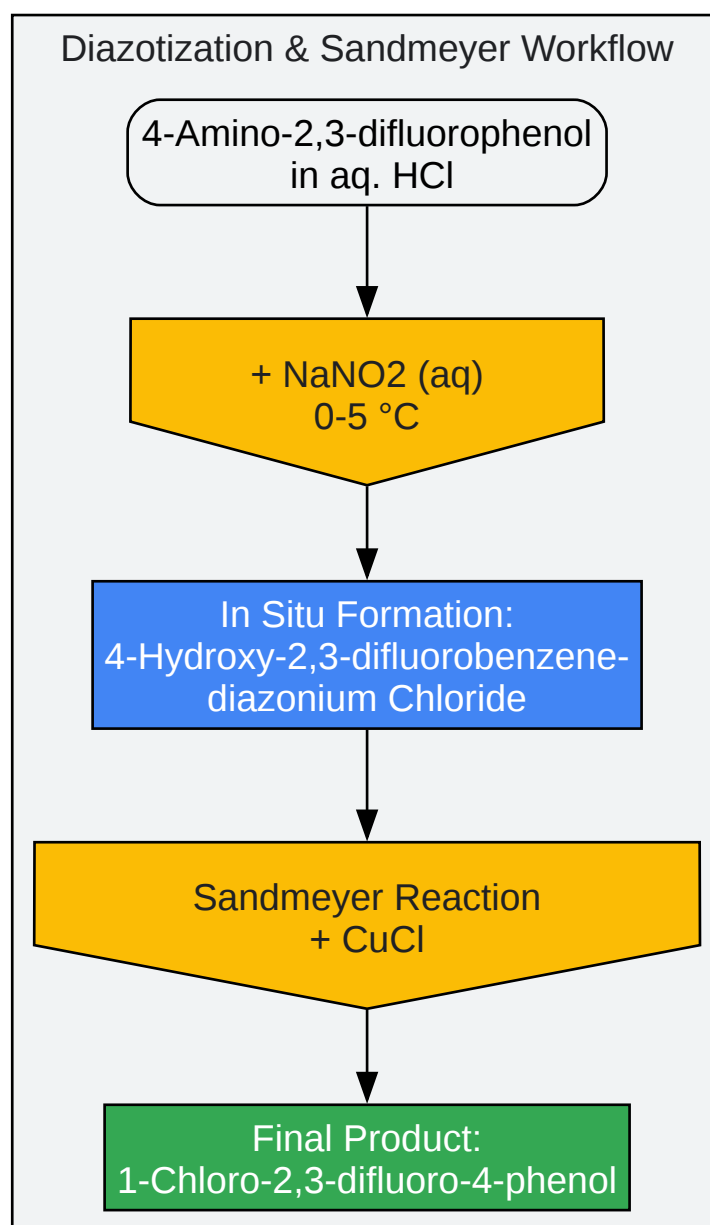 Diazotization & Sandmeyer Workflow
4-Amino-2,3-difluorophenol
in aq. HCl
+ NaNO2 (aq)
0-5 °C
In Situ Formation:
4-Hydroxy-2,3-difluorobenzene-
diazonium Chloride
Sandmeyer Reaction
+ CuCl
Final Product:
1-Chloro-2,3-difluoro-4-phenol